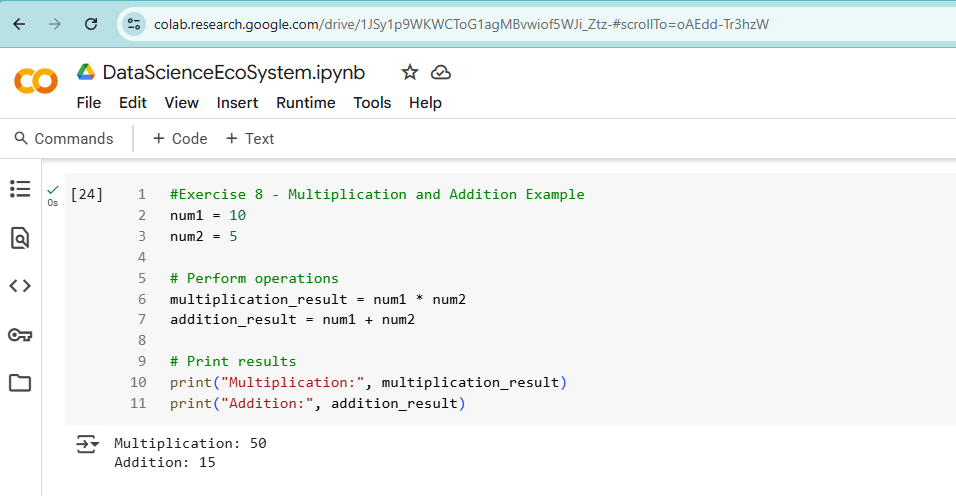 colab.research.google.com/drive/1JSy1p9WKWCToG1agMBvwiof5WJi_Ztz-#scrollTo=oAEdd-Tr3hzW
DataScienceEcoSystem.ipynb
File Edit View Insert Runtime Tools Help
Commands + Code + Text
[24] 1 #Exercise 8 - Multiplication and Addition Example
0s 2 num1 = 10
3 num2 = 5
4
5 # Perform operations
6 multiplication_result = num1 * num2
7 addition_result = num1 + num2
8
9 # Print results
10 print("Multiplication:", multiplication_result)
11 print("Addition:", addition_result)
Multiplication: 50
Addition: 15